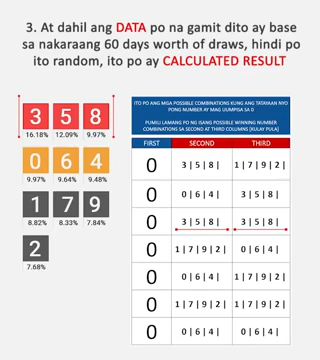 3. At dahil ang DATA po na gamit dito ay base
sa nakaraang 60 days worth of draws, hindi po
ito random, ito po ay CALCULATED RESULT
3 5 8
16.18% 12.09% 9.97%
0 6 4
9.97% 9.64% 9.48%
1 7 9
8.82% 8.33% 7.84%
2
7.68%
ITO PO ANG MGA POSSIBLE COMBINATIONS KUNG ANG TATAYAAN NYO
PONG NUMBER AY MAG UUMPISA SA 0
PUMILI LAMANG PO NG ISANG POSSIBLE WINNING NUMBER
COMBINATIONS SA SECOND AT THIRD COLUMNS (KULAY PULA)
FIRST SECOND THIRD
0 3 | 5 | 8 | 1 | 7 | 9 | 2 |
0 0 | 6 | 4 | 3 | 5 | 8 |
0 3 | 5 | 8 | 3 | 5 | 8 |
0 1 | 7 | 9 | 2 | 0 | 6 | 4 |
0 0 | 6 | 4 | 1 | 7 | 9 | 2 |
0 1 | 7 | 9 | 2 | 1 | 7 | 9 | 2 |
0 0 | 6 | 4 | 0 | 6 | 4 |